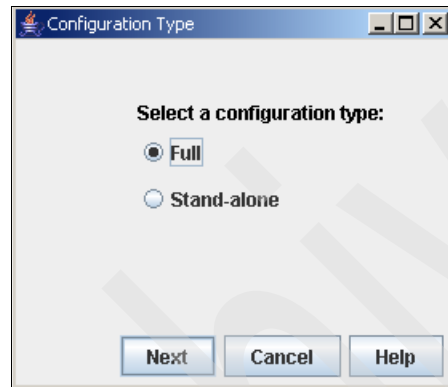 Configuration Type
Select a configuration type:
Full
Stand-alone
Next Cancel Help